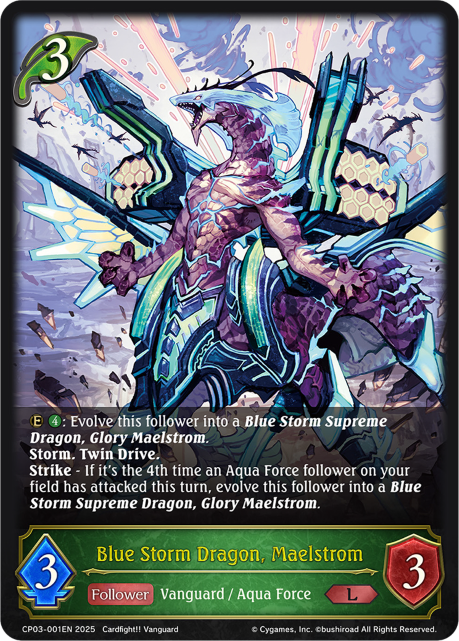 3
E 4: Evolve this follower into a Blue Storm Supreme
Dragon, Glory Maelstrom.
Storm. Twin Drive.
Strike - If it's the 4th time an Aqua Force follower on your
field has attacked this turn, evolve this follower into a Blue
Storm Supreme Dragon, Glory Maelstrom.
Blue Storm Dragon, Maelstrom
3 Follower Vanguard / Aqua Force L 3
CP03-001EN 2025 Cardfight!! Vanguard © Cygames, Inc. ©bushiroad All Rights Reserved.